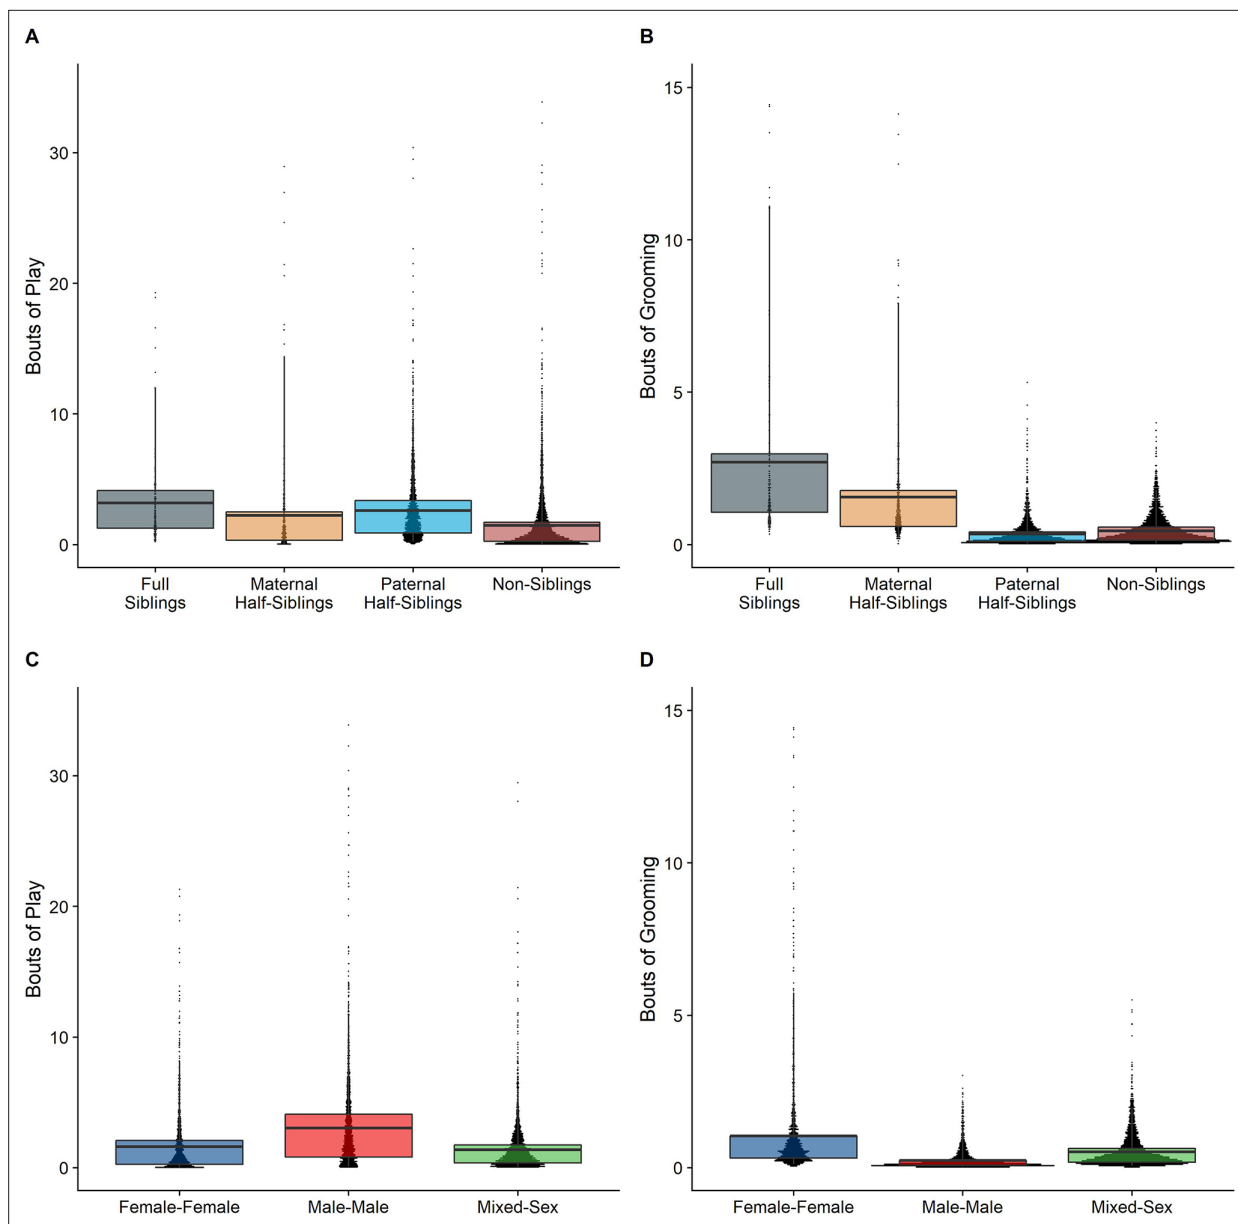 A
Bouts of Play
30
20
10
0
Full
Siblings
Maternal
Half-Siblings
Paternal
Half-Siblings
Non-Siblings
B
Bouts of Grooming
15
10
5
0
Full
Siblings
Maternal
Half-Siblings
Paternal
Half-Siblings
Non-Siblings
C
Bouts of Play
30
20
10
0
Female-Female
Male-Male
Mixed-Sex
D
Bouts of Grooming
15
10
5
0
Female-Female
Male-Male
Mixed-Sex